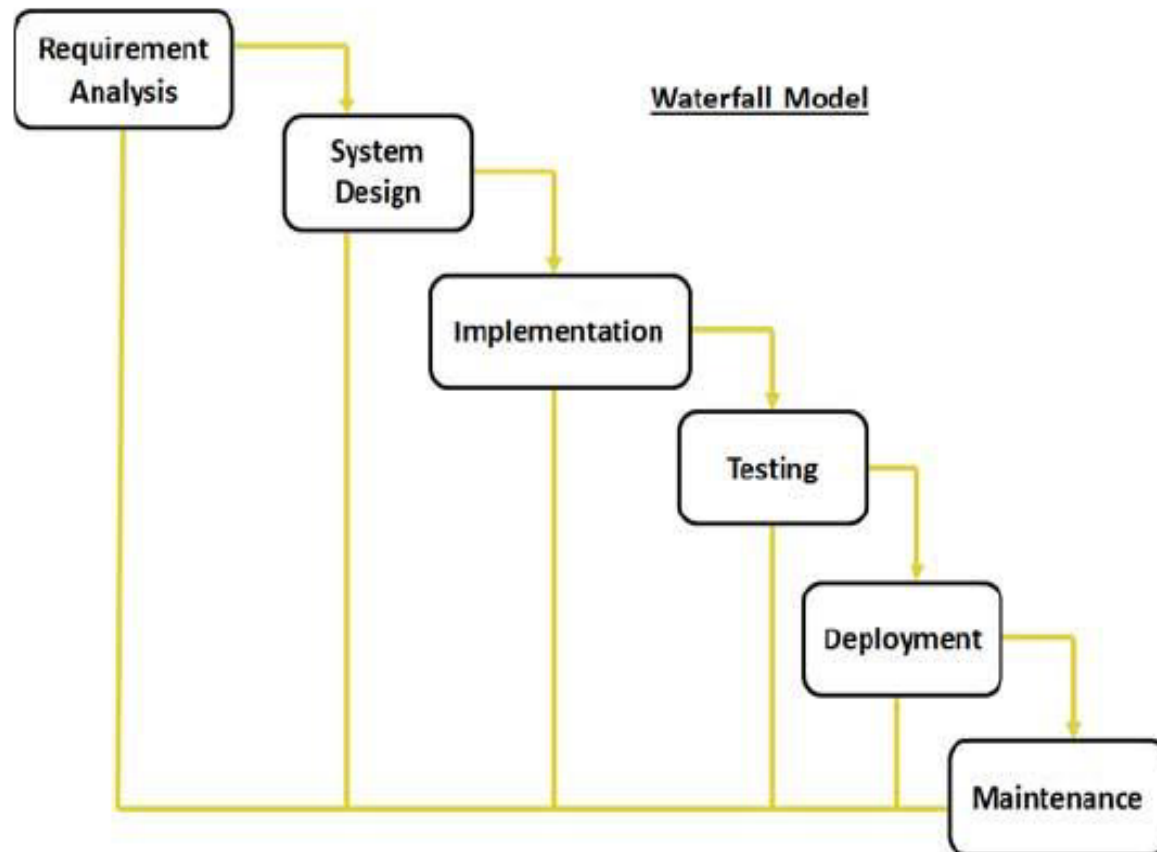 Requirement
Analysis
Waterfall Model
System
Design
Implementation
Testing
Deployment
Maintenance